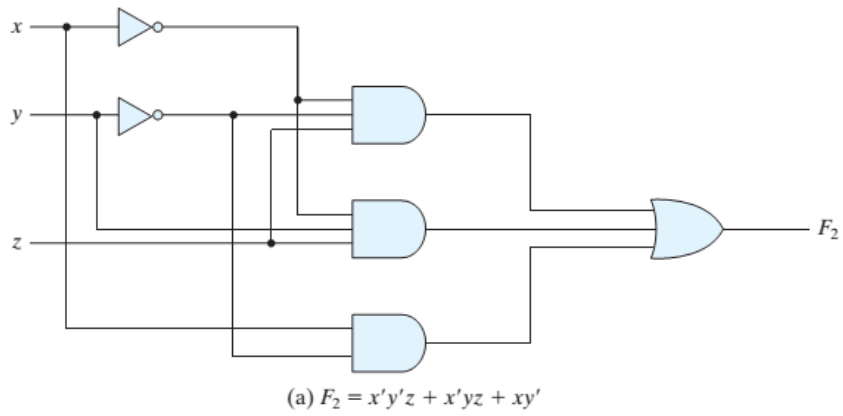 x
y
z
F₂
(a) F₂ = x′y′z + x′yz + xy′